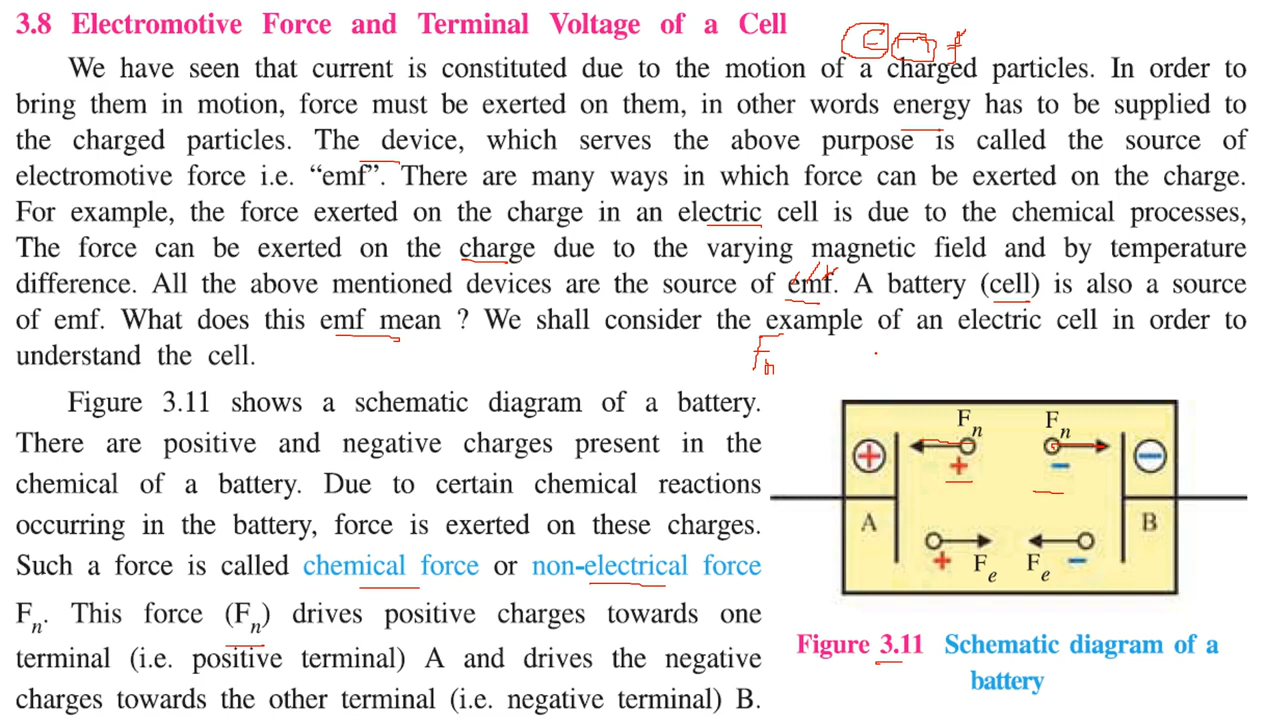 3.8 Electromotive Force and Terminal Voltage of a Cell
emf
We have seen that current is constituted due to the motion of a charged particles. In order to
bring them in motion, force must be exerted on them, in other words energy has to be supplied to
the charged particles. The device, which serves the above purpose is called the source of
electromotive force i.e. “emf”. There are many ways in which force can be exerted on the charge.
For example, the force exerted on the charge in an electric cell is due to the chemical processes,
The force can be exerted on the charge due to the varying magnetic field and by temperature
difference. All the above mentioned devices are the source of emf. A battery (cell) is also a source
of emf. What does this emf mean ? We shall consider the example of an electric cell in order to
understand the cell.
Fn
Figure 3.11 shows a schematic diagram of a battery.
There are positive and negative charges present in the
chemical of a battery. Due to certain chemical reactions
occurring in the battery, force is exerted on these charges.
Such a force is called chemical force or non-electrical force
Fn. This force (Fn) drives positive charges towards one
terminal (i.e. positive terminal) A and drives the negative
charges towards the other terminal (i.e. negative terminal) B.
Fn Fn
+ + − −
A B
+ Fe Fe −
Figure 3.11 Schematic diagram of a
battery